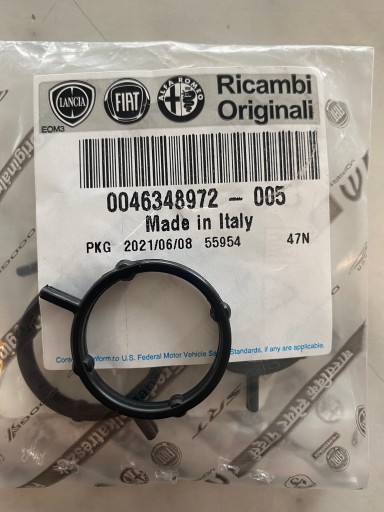 LANCIA
FIAT
ALFA ROMEO
Ricambi
Originali
EOM3
0046348972 - 005
Made in Italy
PKG 2021/06/08 55954 47N
to U.S. Federal Motor Vehicle Standards, if any are applicable.
SRT